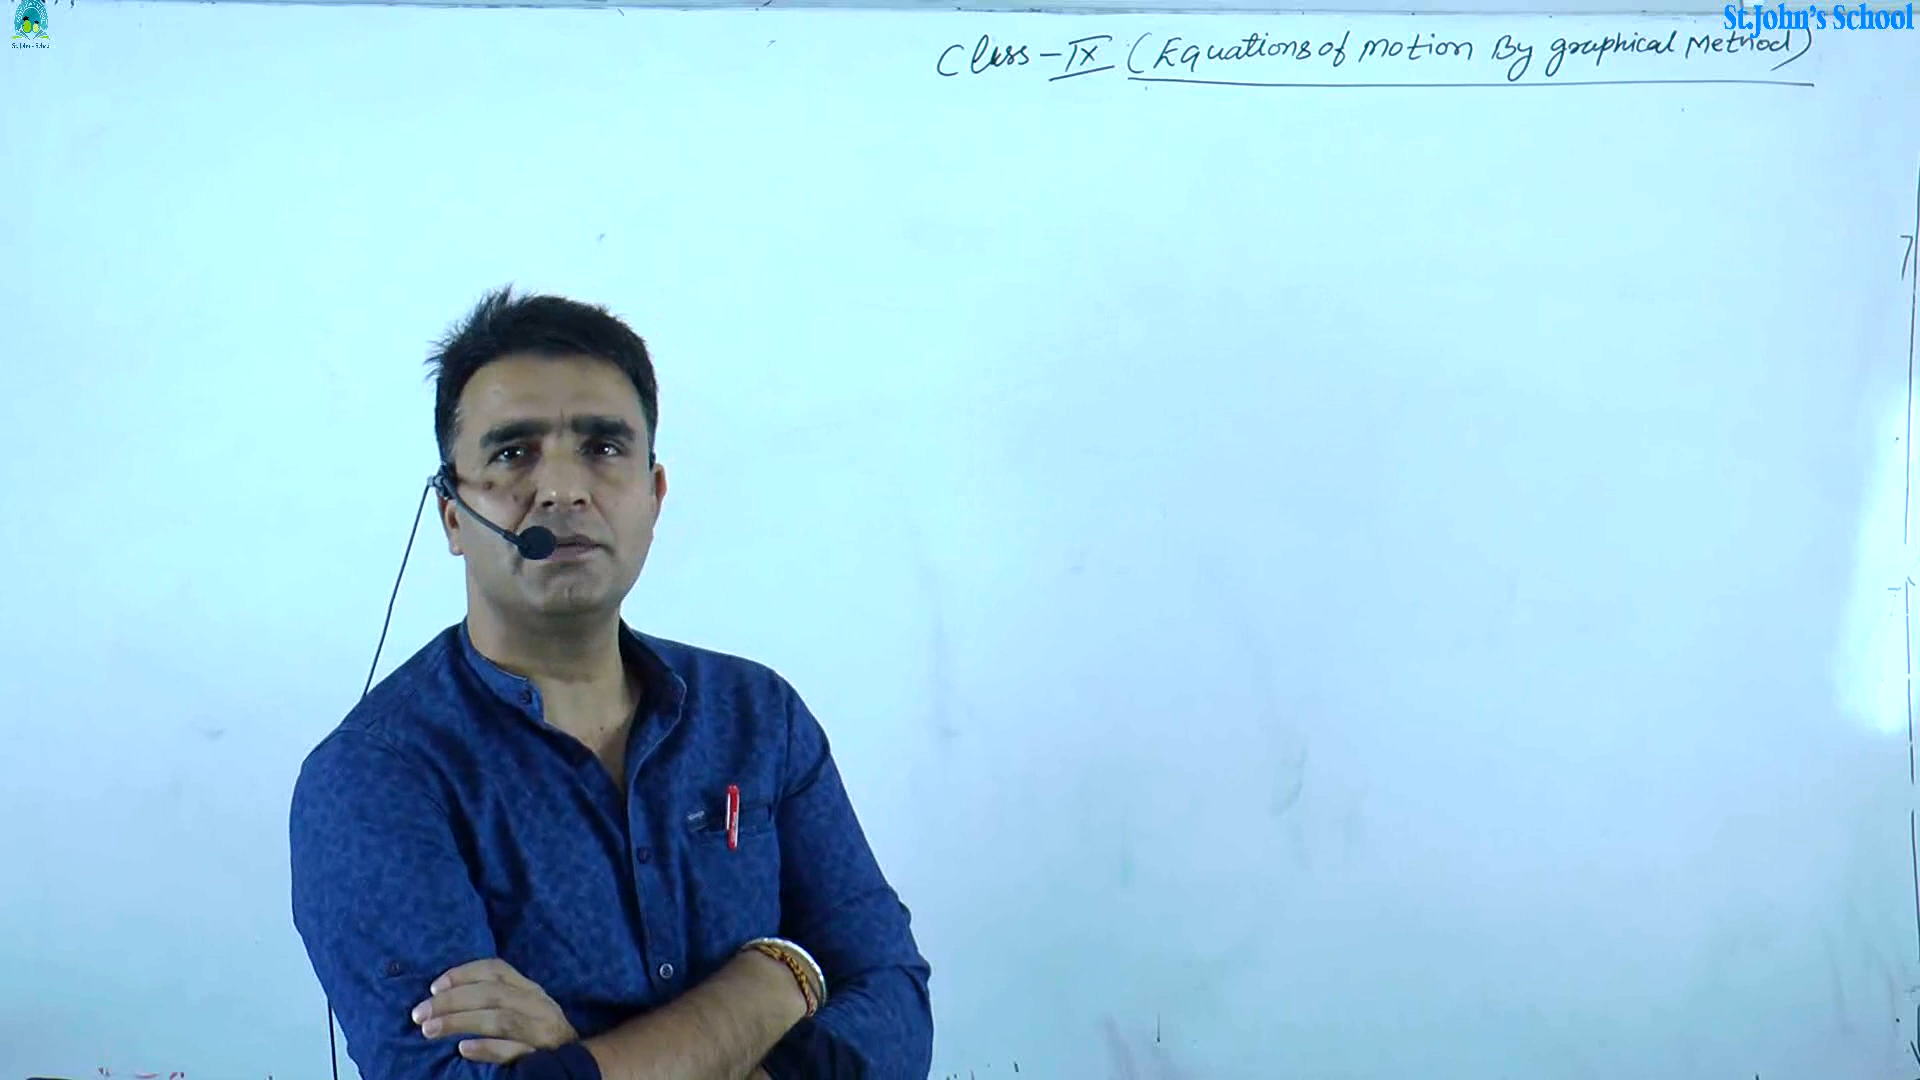 St.John's School
Class-IX (Equations of Motion By graphical Method)